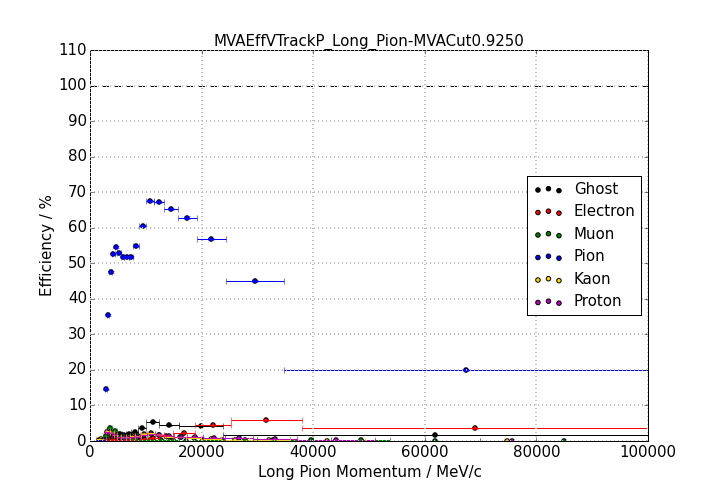 MVAEffVTrackP_Long_Pion-MVACut0.9250
110
100
90
80
70
60
50
40
30
20
10
0
Efficiency / %
Ghost
Electron
Muon
Pion
Kaon
Proton
0 20000 40000 60000 80000 100000
Long Pion Momentum / MeV/c